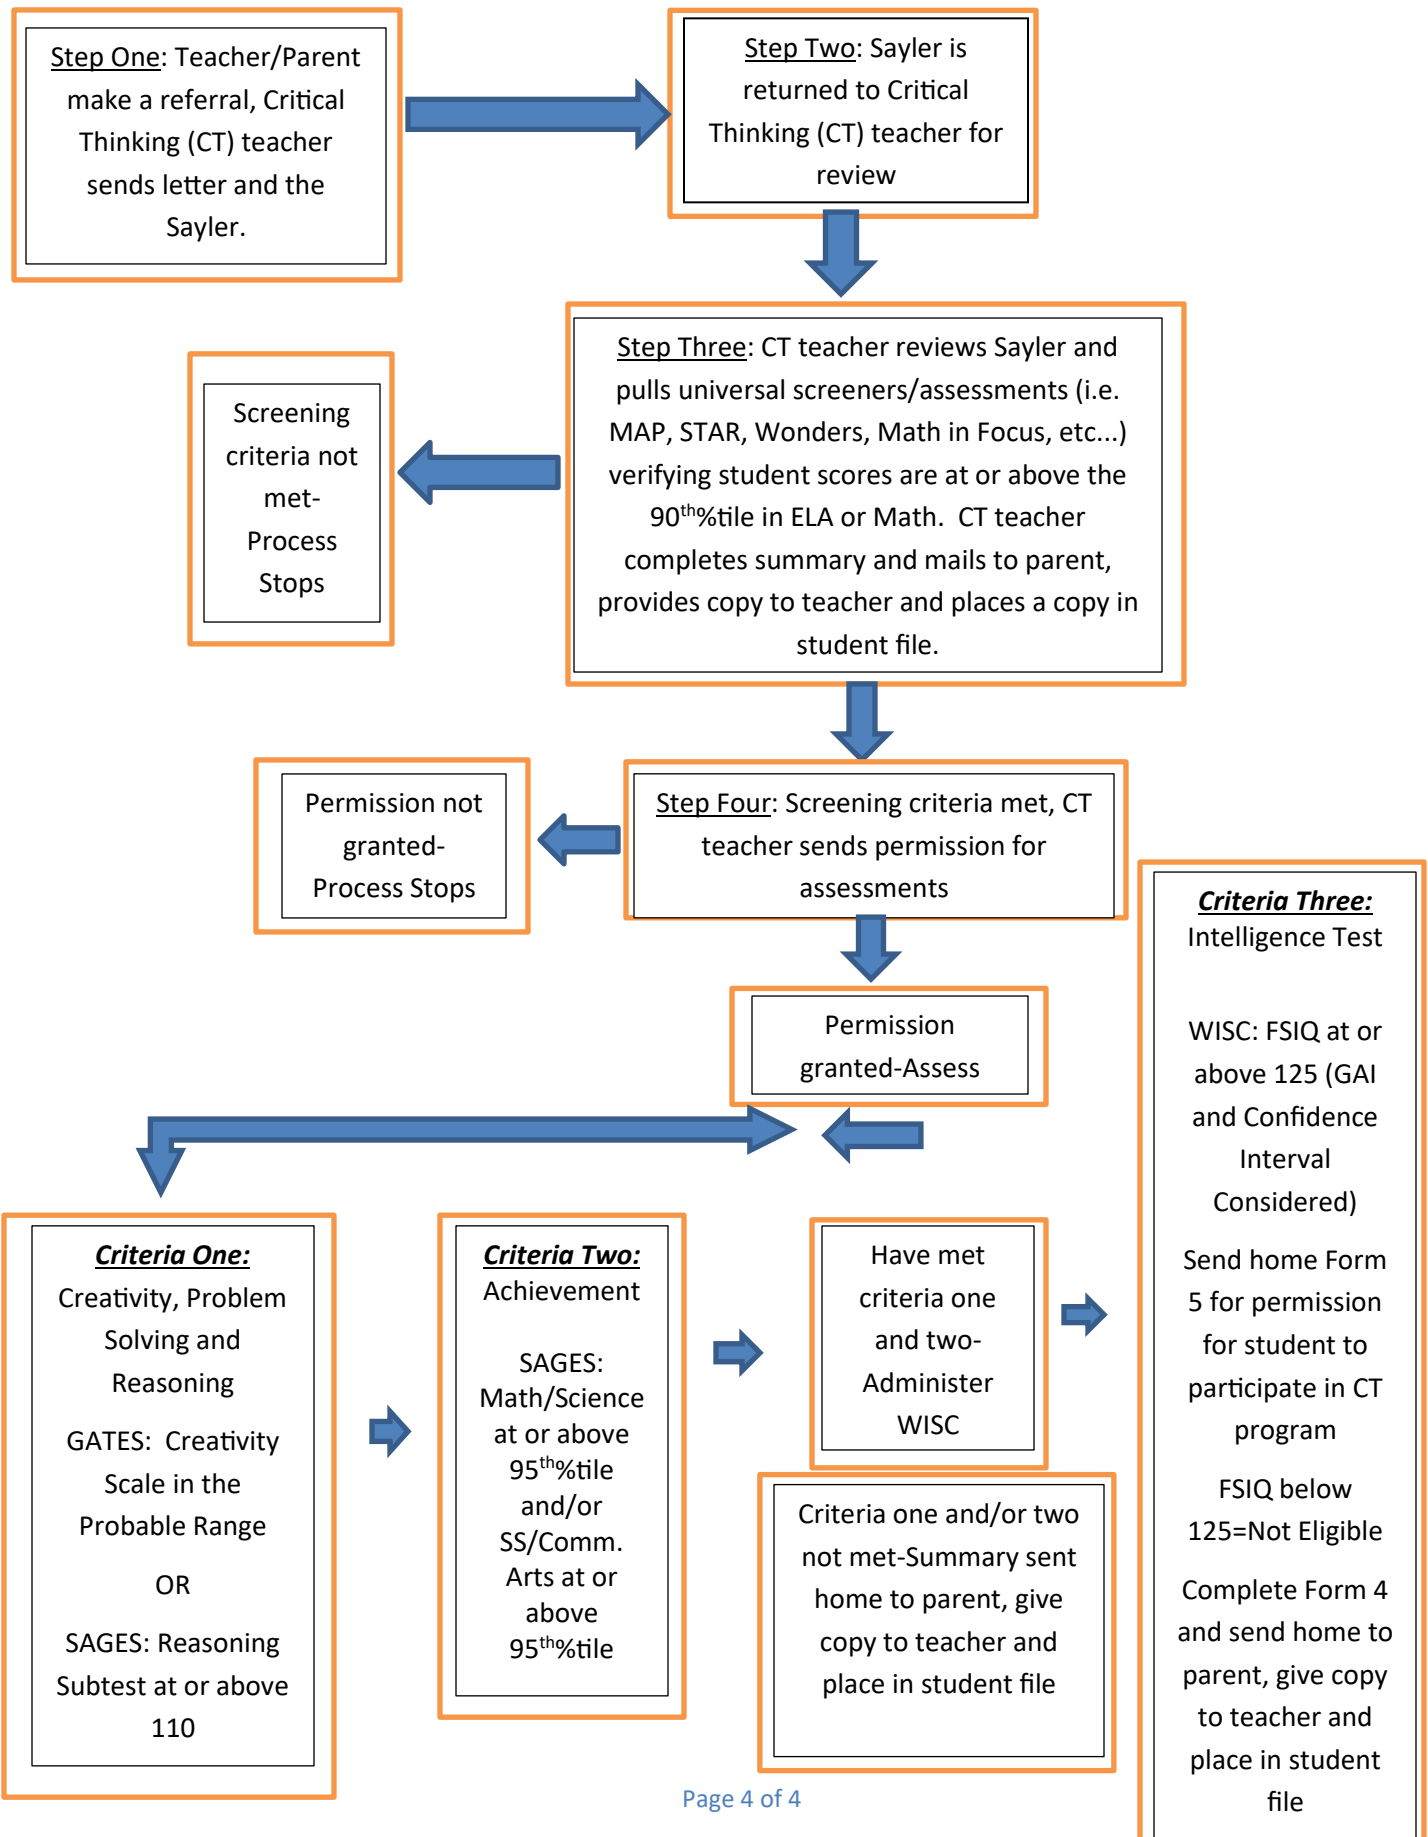 Step One: Teacher/Parent
make a referral, Critical
Thinking (CT) teacher
sends letter and the
Sayler.
Step Two: Sayler is
returned to Critical
Thinking (CT) teacher for
review
Step Three: CT teacher reviews Sayler and
pulls universal screeners/assessments (i.e.
MAP, STAR, Wonders, Math in Focus, etc...)
verifying student scores are at or above the
90th%tile in ELA or Math.  CT teacher
completes summary and mails to parent,
provides copy to teacher and places a copy in
student file.
Screening
criteria not
met-
Process
Stops
Step Four: Screening criteria met, CT
teacher sends permission for
assessments
Permission not
granted-
Process Stops
Permission
granted-Assess
Criteria One:
Creativity, Problem
Solving and
Reasoning
GATES:  Creativity
Scale in the
Probable Range
OR
SAGES: Reasoning
Subtest at or above
110
Criteria Two:
Achievement
SAGES:
Math/Science
at or above
95th%tile
and/or
SS/Comm.
Arts at or
above
95th%tile
Have met
criteria one
and two-
Administer
WISC
Criteria one and/or two
not met-Summary sent
home to parent, give
copy to teacher and
place in student file
Criteria Three:
Intelligence Test
WISC: FSIQ at or
above 125 (GAI
and Confidence
Interval
Considered)
Send home Form
5 for permission
for student to
participate in CT
program
FSIQ below
125=Not Eligible
Complete Form 4
and send home to
parent, give copy
to teacher and
place in student
file
Page 4 of 4